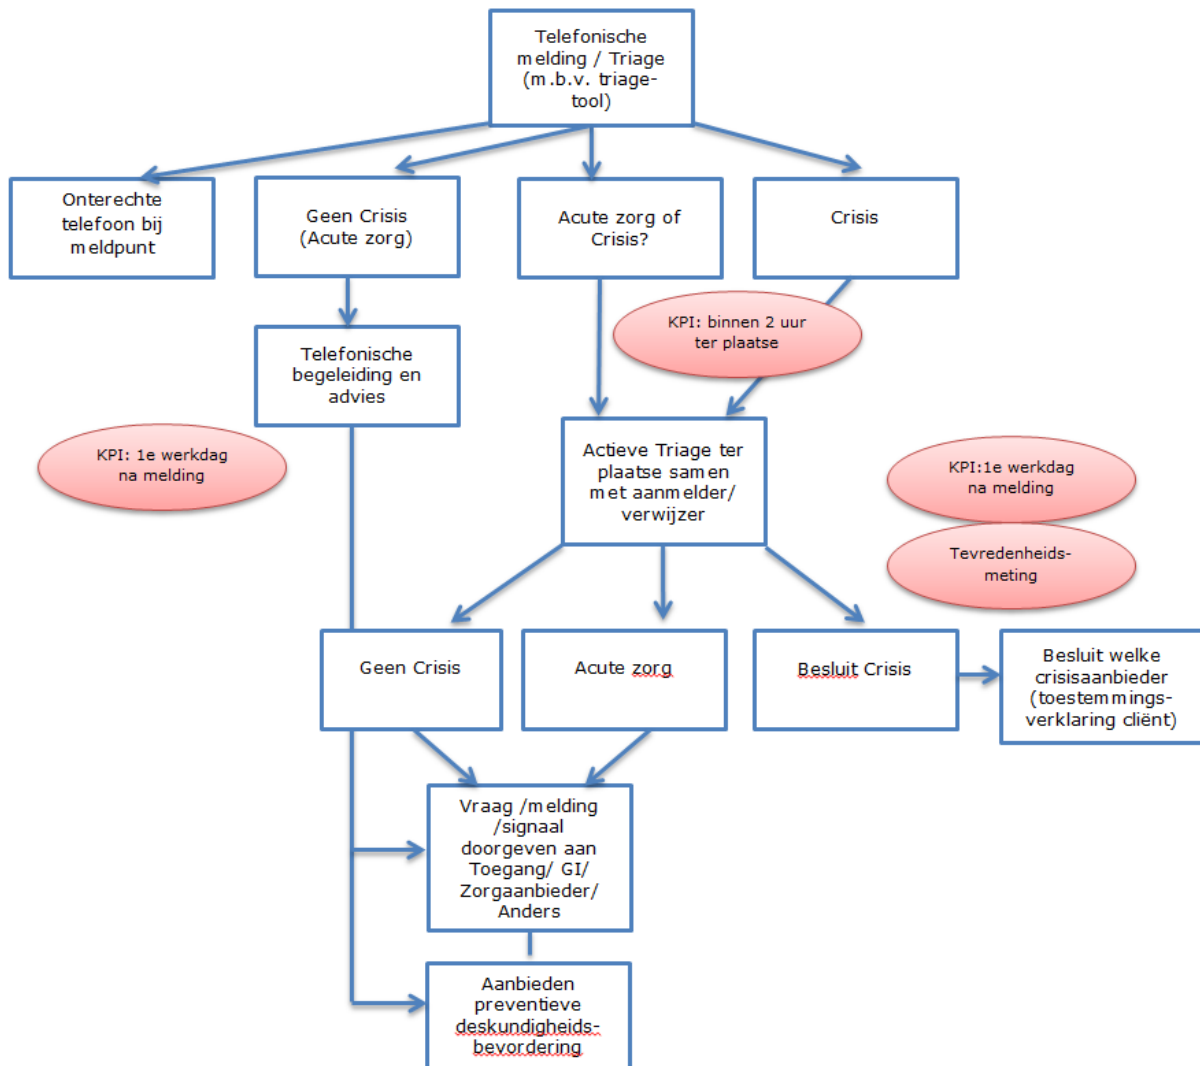 Telefonische
melding / Triage
(m.b.v. triage-
tool)
Onterechte
telefoon bij
meldpunt
Geen Crisis
(Acute zorg)
Acute zorg of
Crisis?
Crisis
KPI: binnen 2 uur
ter plaatse
Telefonische
begeleiding en
advies
KPI: 1e werkdag
na melding
Actieve Triage ter
plaatse samen
met aanmelder/
verwijzer
KPI:1e werkdag
na melding
Tevredenheids-
meting
Geen Crisis
Acute zorg
Besluit Crisis
Besluit welke
crisisaanbieder
(toestemmings-
verklaring cliënt)
Vraag /melding
/signaal
doorgeven aan
Toegang/ GI/
Zorgaanbieder/
Anders
Aanbieden
preventieve
deskundigheids-
bevordering